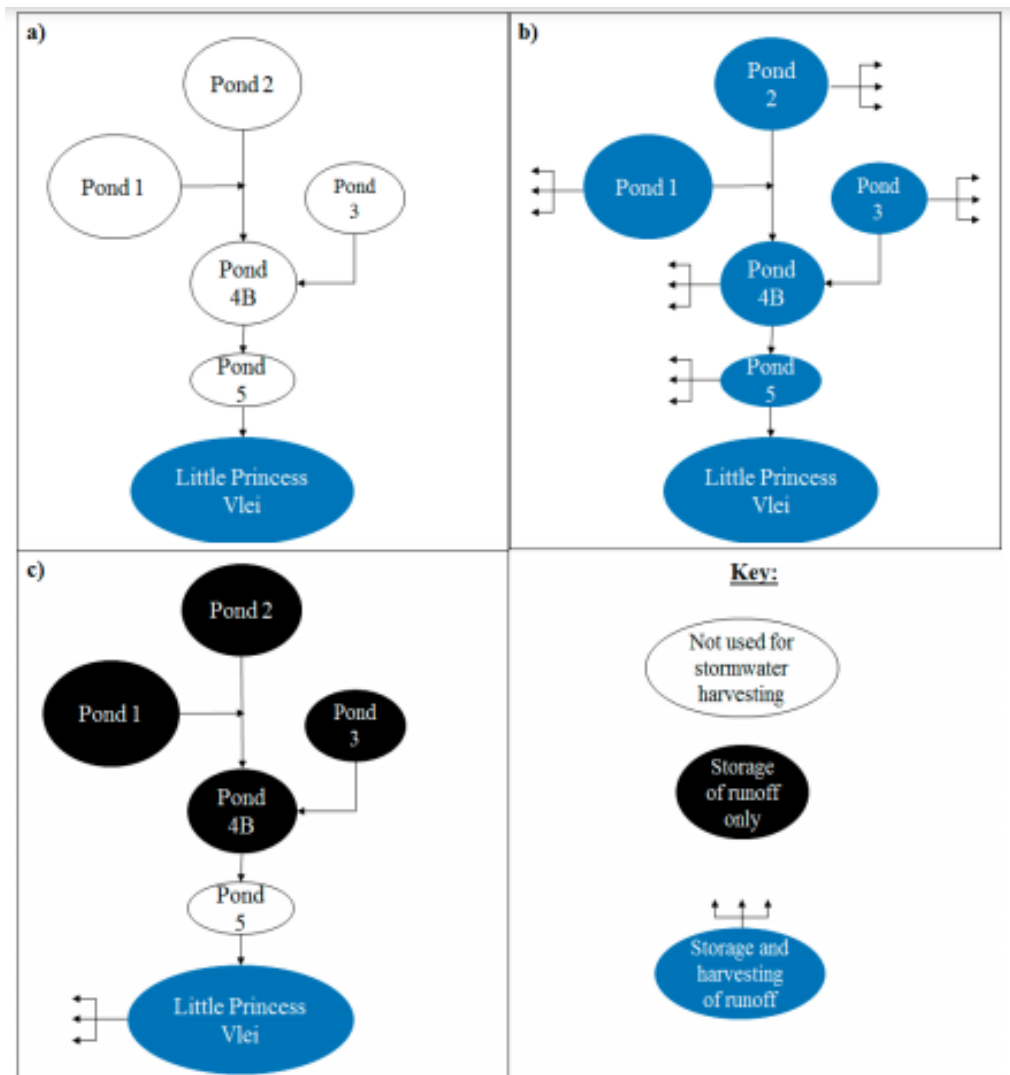 a)
Pond 2
Pond 1
Pond
3
Pond
4B
Pond
5
Little Princess
Vlei
b)
Pond
2
Pond 1
Pond
3
Pond
4B
Pond
5
Little Princess
Vlei
c)
Pond 2
Pond 1
Pond
3
Pond
4B
Pond
5
Little Princess
Vlei
Key:
Not used for
stormwater
harvesting
Storage
of runoff
only
Storage and
harvesting
of runoff